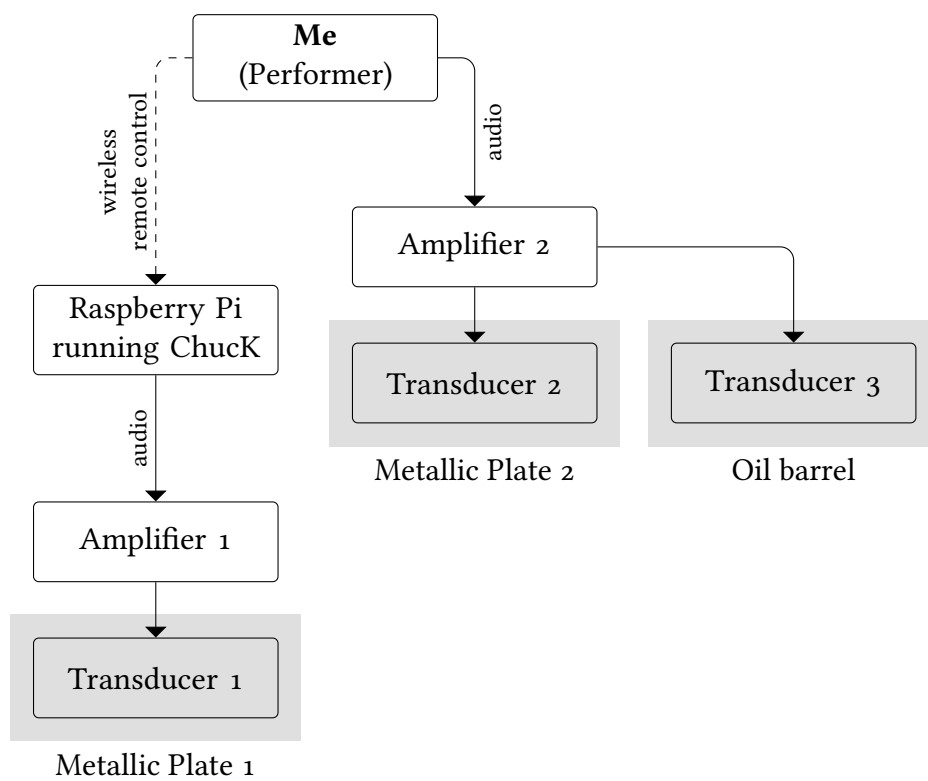 Me
(Performer)
wireless
remote control
audio
Amplifier 2
Raspberry Pi
running ChucK
Transducer 2
Transducer 3
Metallic Plate 2
Oil barrel
audio
Amplifier 1
Transducer 1
Metallic Plate 1